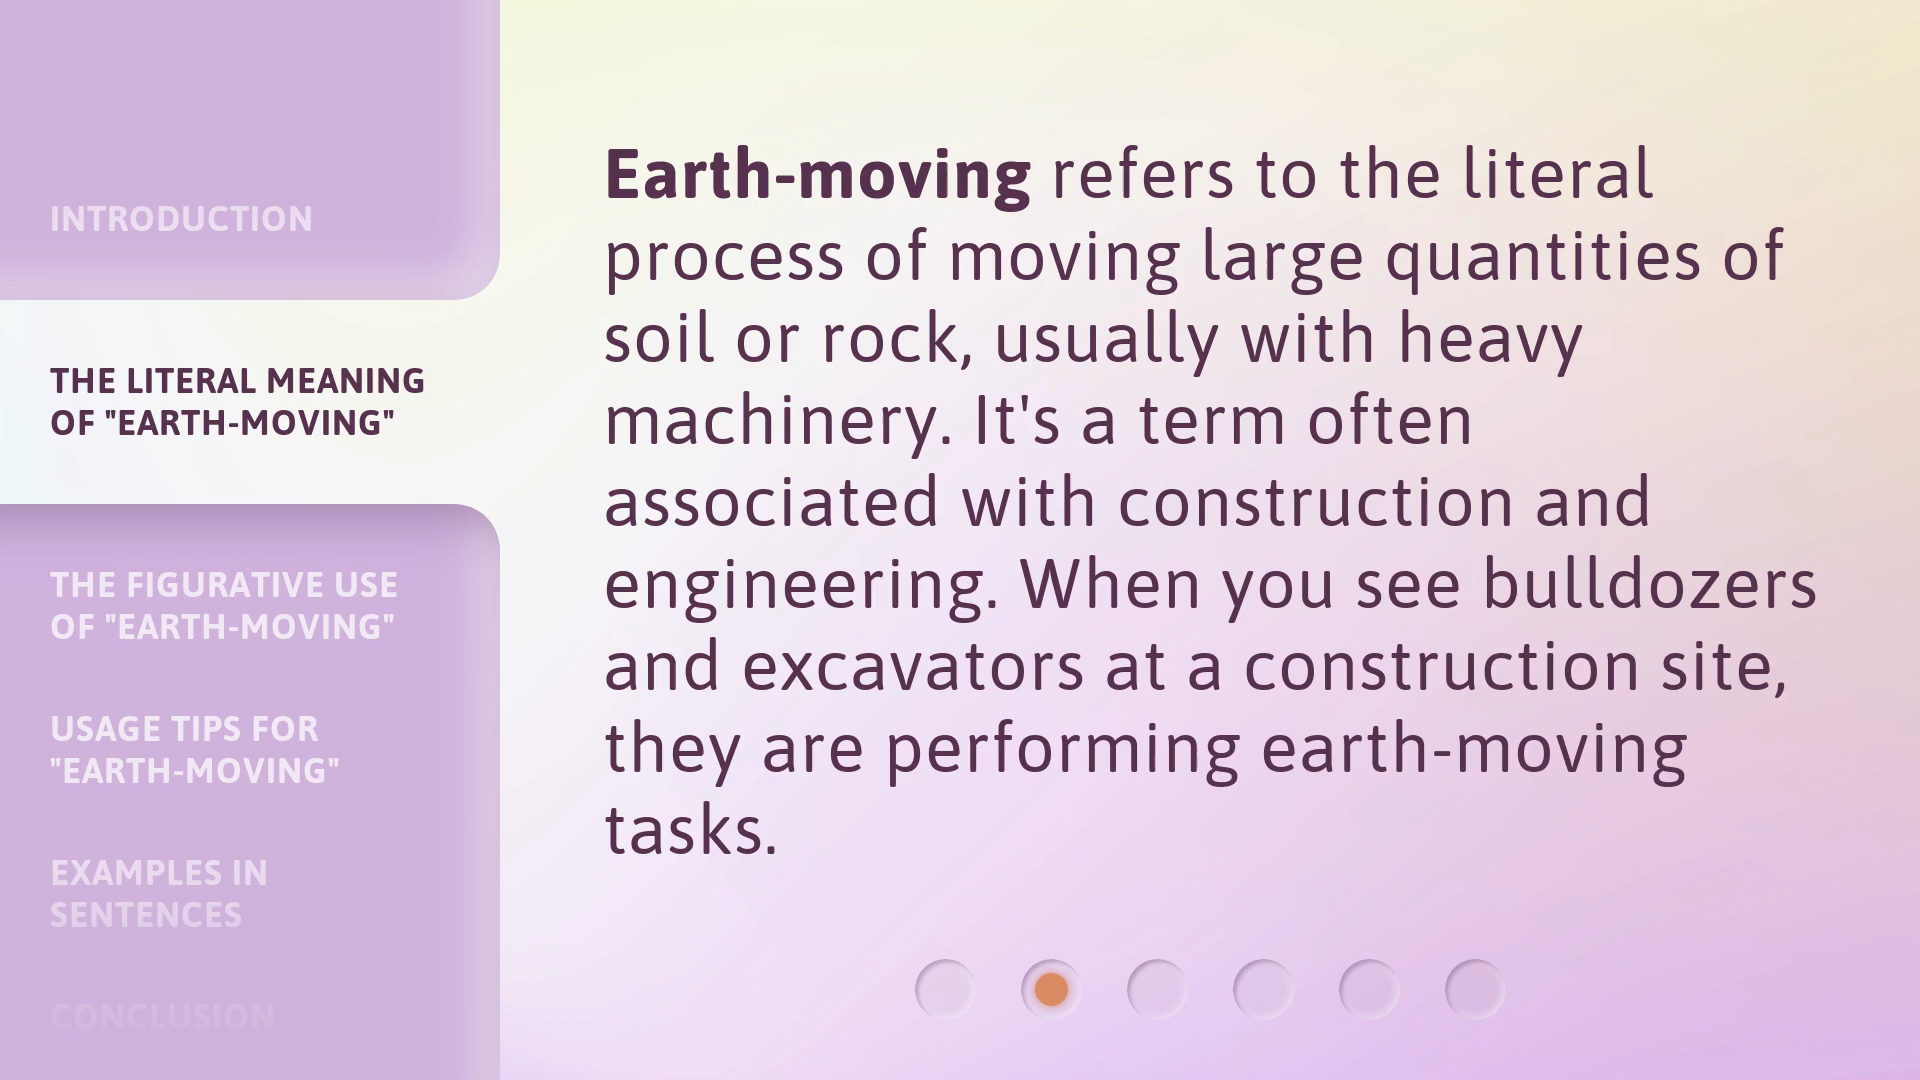 INTRODUCTION
THE LITERAL MEANING
OF "EARTH-MOVING"
THE FIGURATIVE USE
OF "EARTH-MOVING"
USAGE TIPS FOR
"EARTH-MOVING"
EXAMPLES IN
SENTENCES
CONCLUSION
Earth-moving refers to the literal
process of moving large quantities of
soil or rock, usually with heavy
machinery. It's a term often
associated with construction and
engineering. When you see bulldozers
and excavators at a construction site,
they are performing earth-moving
tasks.